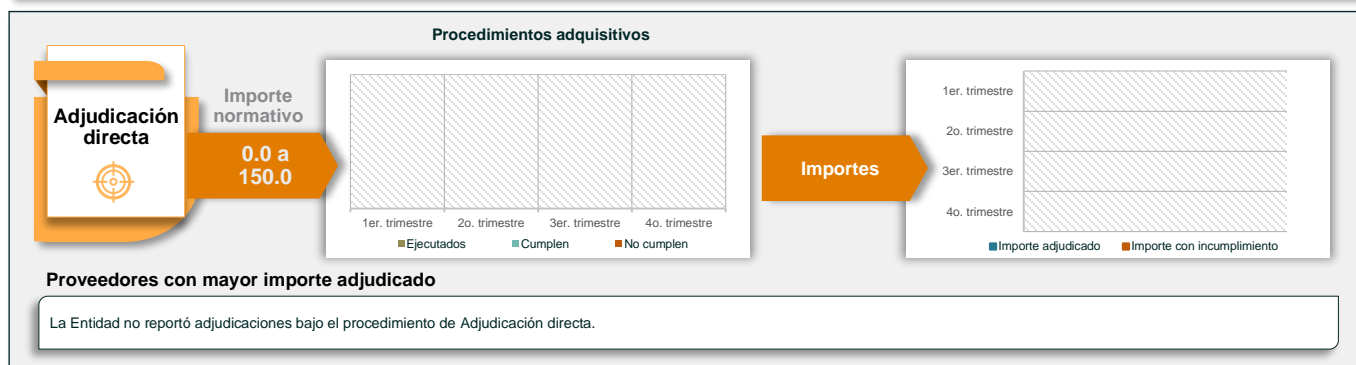 Procedimientos adquisitivos
Adjudicación
directa
Importe
normativo
0.0 a
150.0
1er. trimestre 2o. trimestre 3er. trimestre 4o. trimestre
Ejecutados Cumplen No cumplen
Importes
1er. trimestre
2o. trimestre
3er. trimestre
4o. trimestre
Importe adjudicado Importe con incumplimiento
Proveedores con mayor importe adjudicado
La Entidad no reportó adjudicaciones bajo el procedimiento de Adjudicación directa.